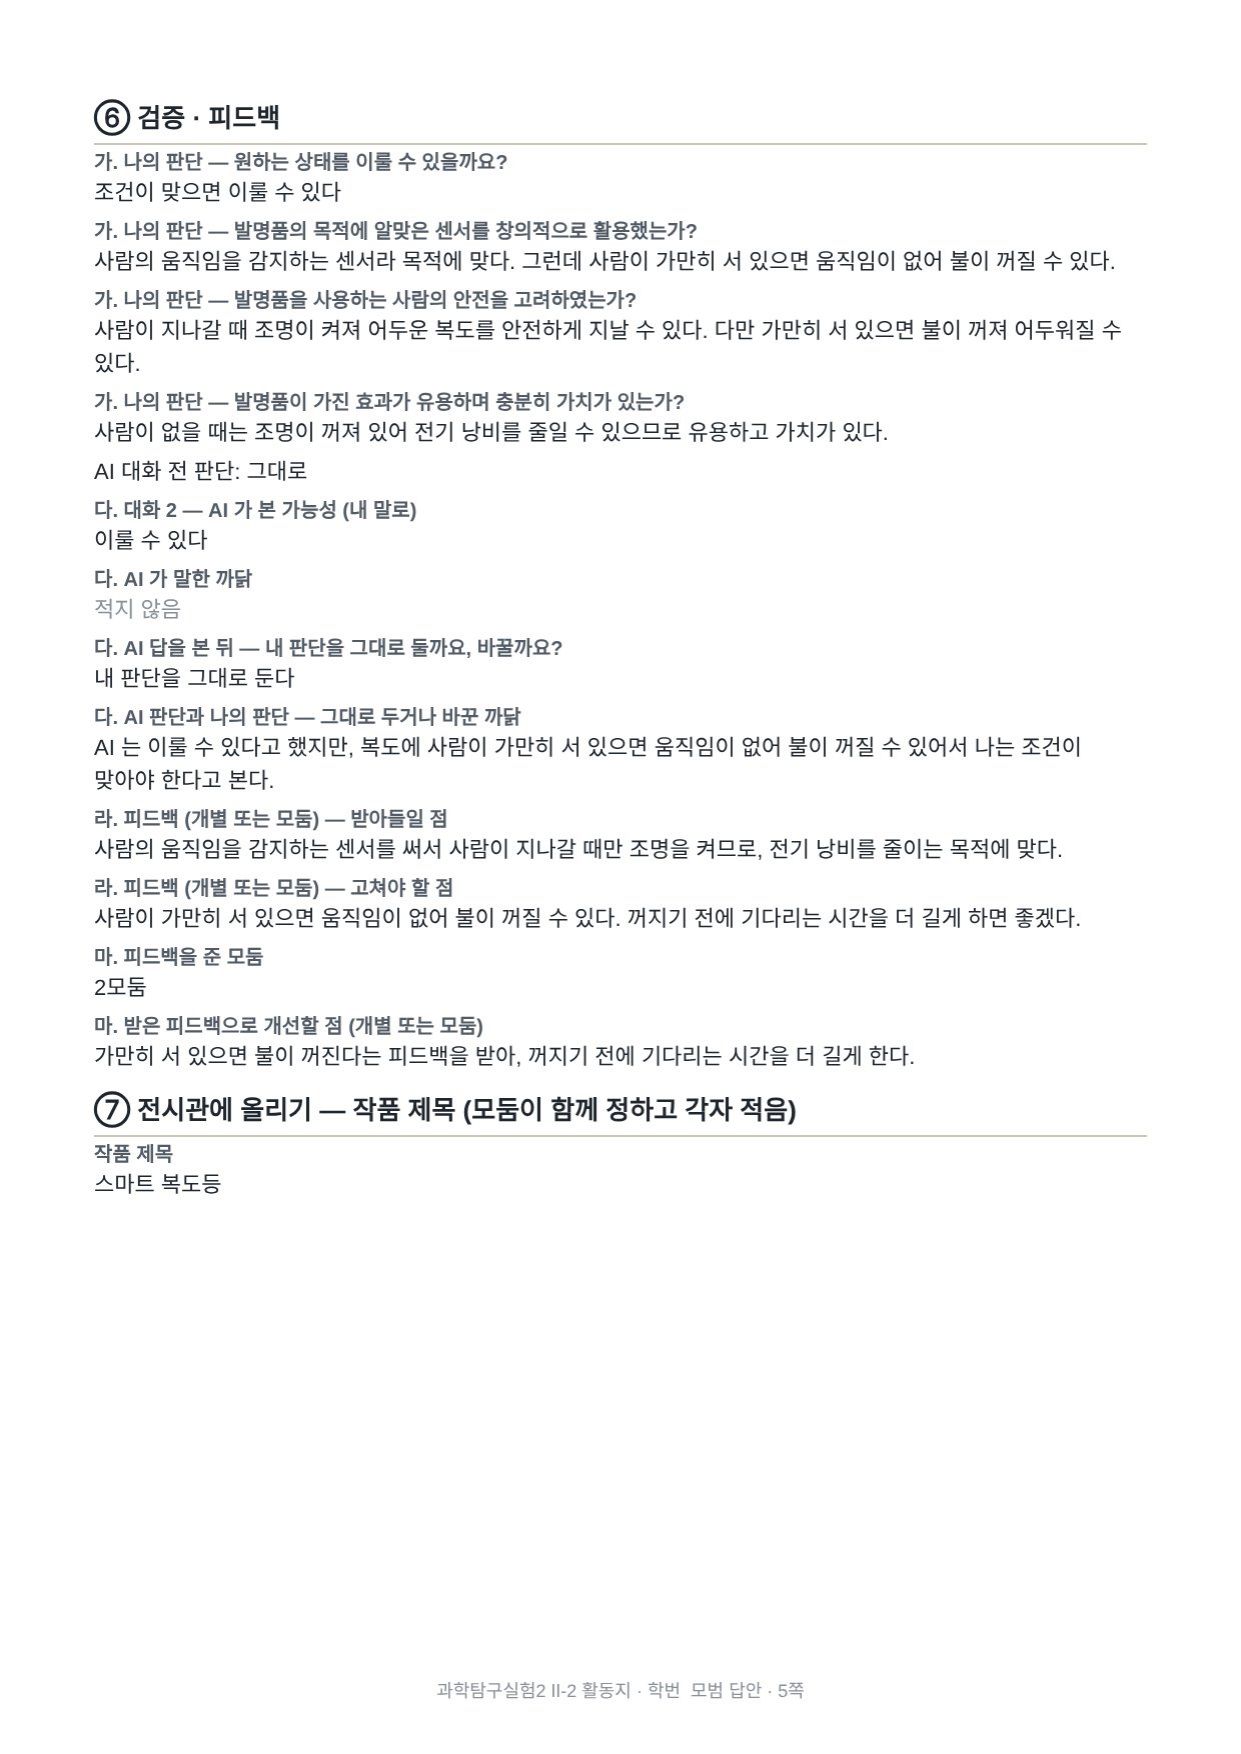 ⑥ 검증 · 피드백
가. 나의 판단 — 원하는 상태를 이룰 수 있을까요?
조건이 맞으면 이룰 수 있다
가. 나의 판단 — 발명품의 목적에 알맞은 센서를 창의적으로 활용했는가?
사람의 움직임을 감지하는 센서라 목적에 맞다. 그런데 사람이 가만히 서 있으면 움직임이 없어 불이 꺼질 수 있다.
가. 나의 판단 — 발명품을 사용하는 사람의 안전을 고려하였는가?
사람이 지나갈 때 조명이 켜져 어두운 복도를 안전하게 지날 수 있다. 다만 가만히 서 있으면 불이 꺼져 어두워질 수
있다.
가. 나의 판단 — 발명품이 가진 효과가 유용하며 충분히 가치가 있는가?
사람이 없을 때는 조명이 꺼져 있어 전기 낭비를 줄일 수 있으므로 유용하고 가치가 있다.
AI 대화 전 판단: 그대로
다. 대화 2 — AI 가 본 가능성 (내 말로)
이룰 수 있다
다. AI 가 말한 까닭
적지 않음
다. AI 답을 본 뒤 — 내 판단을 그대로 둘까요, 바꿀까요?
내 판단을 그대로 둔다
다. AI 판단과 나의 판단 — 그대로 두거나 바꾼 까닭
AI 는 이룰 수 있다고 했지만, 복도에 사람이 가만히 서 있으면 움직임이 없어 불이 꺼질 수 있어서 나는 조건이
맞아야 한다고 본다.
라. 피드백 (개별 또는 모둠) — 받아들일 점
사람의 움직임을 감지하는 센서를 써서 사람이 지나갈 때만 조명을 켜므로, 전기 낭비를 줄이는 목적에 맞다.
라. 피드백 (개별 또는 모둠) — 고쳐야 할 점
사람이 가만히 서 있으면 움직임이 없어 불이 꺼질 수 있다. 꺼지기 전에 기다리는 시간을 더 길게 하면 좋겠다.
마. 피드백을 준 모둠
2모둠
마. 받은 피드백으로 개선할 점 (개별 또는 모둠)
가만히 서 있으면 불이 꺼진다는 피드백을 받아, 꺼지기 전에 기다리는 시간을 더 길게 한다.
⑦ 전시관에 올리기 — 작품 제목 (모둠이 함께 정하고 각자 적음)
작품 제목
스마트 복도등
과학탐구실험2 II-2 활동지 · 학번 모범 답안 · 5쪽